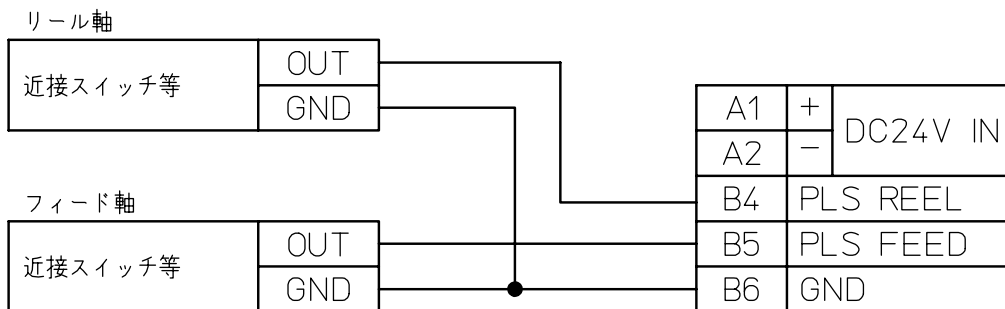 リール軸
近接スイッチ等
OUT
GND
フィード軸
近接スイッチ等
OUT
GND
A1 + DC24V IN
A2 −
B4 PLS REEL
B5 PLS FEED
B6 GND